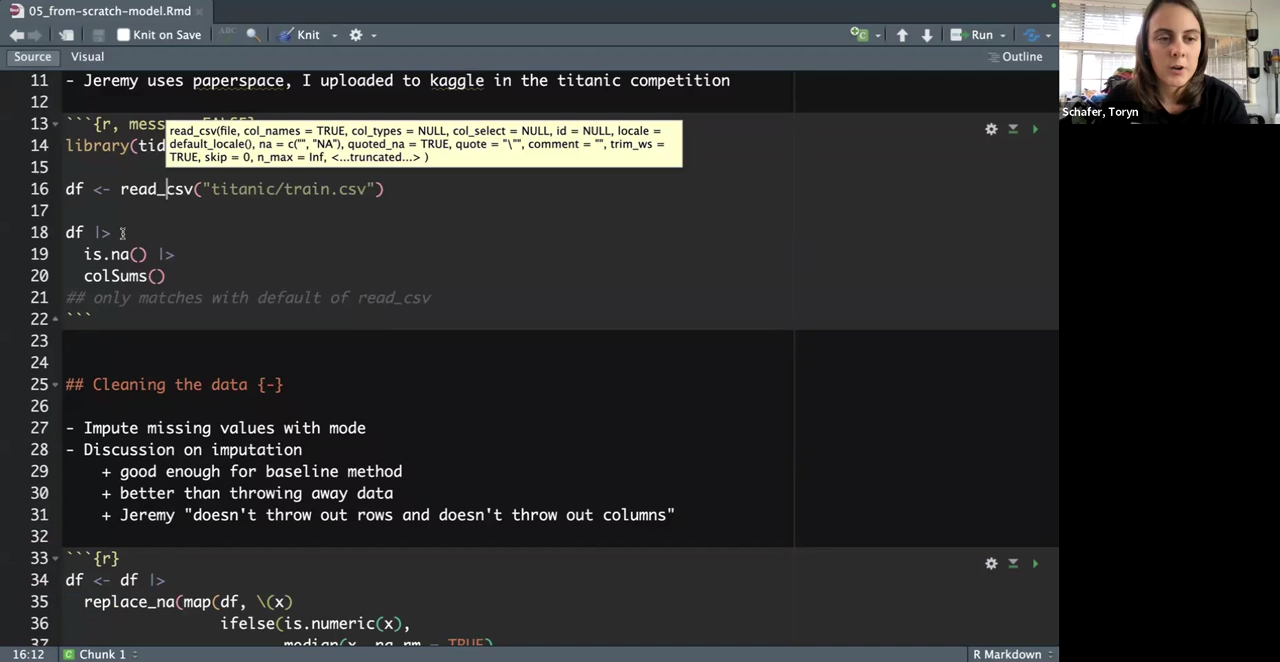 05_from-scratch-model.Rmd
Knit on Save
ABC
Knit
Run
Source
Visual
Outline
11 - Jeremy uses paperspace, I uploaded to kaggle in the titanic competition
12
13 ```{r, mess
read_csv(file, col_names = TRUE, col_types = NULL, col_select = NULL, id = NULL, locale =
default_locale(), na = c("", "NA"), quoted_na = TRUE, quote = "\"", comment = "", trim_ws =
TRUE, skip = 0, n_max = Inf, <...truncated...> )
14 library(tid
15
16 df <- read_csv("titanic/train.csv")
17
18 df |>
19 is.na() |>
20 colSums()
21 ## only matches with default of read_csv
22 ```
23
24
25 ## Cleaning the data {-}
26
27 - Impute missing values with mode
28 - Discussion on imputation
29 + good enough for baseline method
30 + better than throwing away data
31 + Jeremy "doesn't throw out rows and doesn't throw out columns"
32
33 ```{r}
34 df <- df |>
35 replace_na(map(df, \(x)
36 ifelse(is.numeric(x),
37 median(x, na.rm = TRUE)
16:12
Chunk 1
R Markdown
Schafer, Toryn